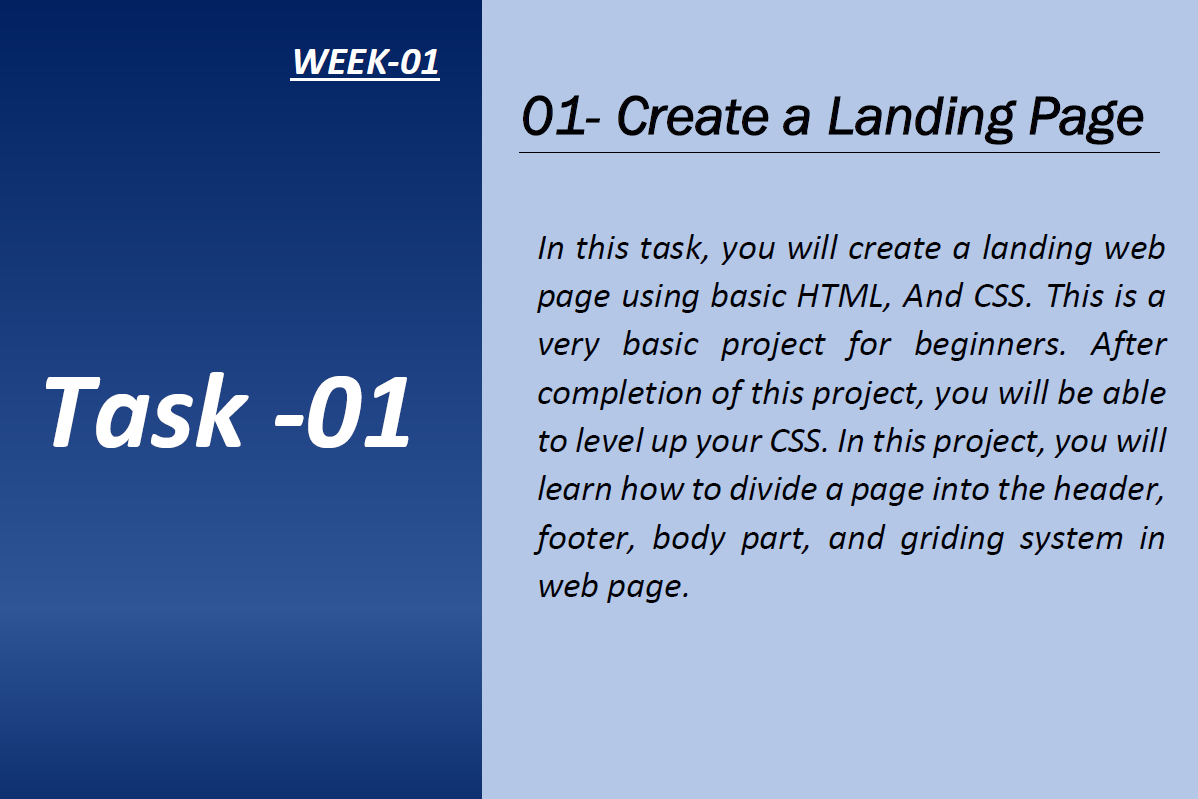 WEEK-01
Task -01
01- Create a Landing Page
In this task, you will create a landing web
page using basic HTML, And CSS. This is a
very basic project for beginners. After
completion of this project, you will be able
to level up your CSS. In this project, you will
learn how to divide a page into the header,
footer, body part, and griding system in
web page.